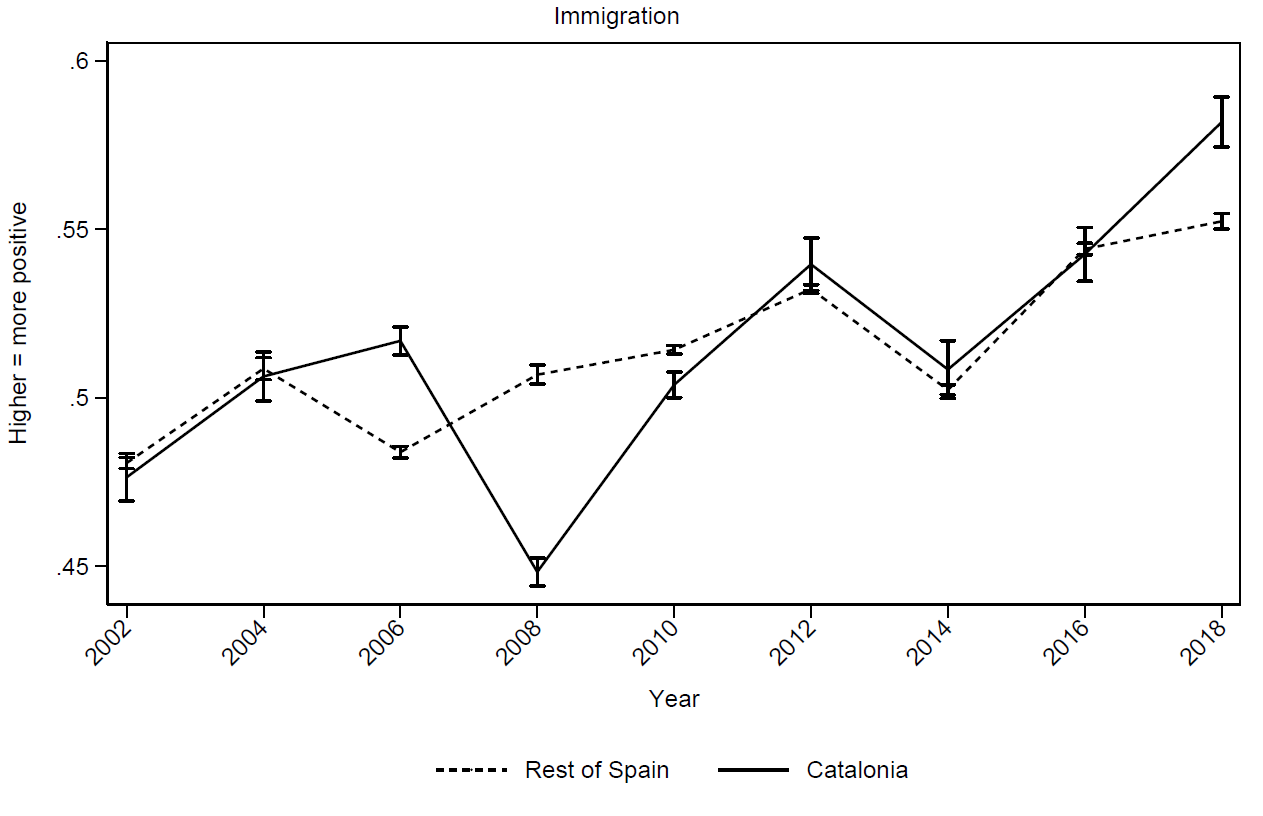 Immigration
Higher = more positive
.6
.55
.5
.45
2002 2004 2006 2008 2010 2012 2014 2016 2018
Year
Rest of Spain Catalonia